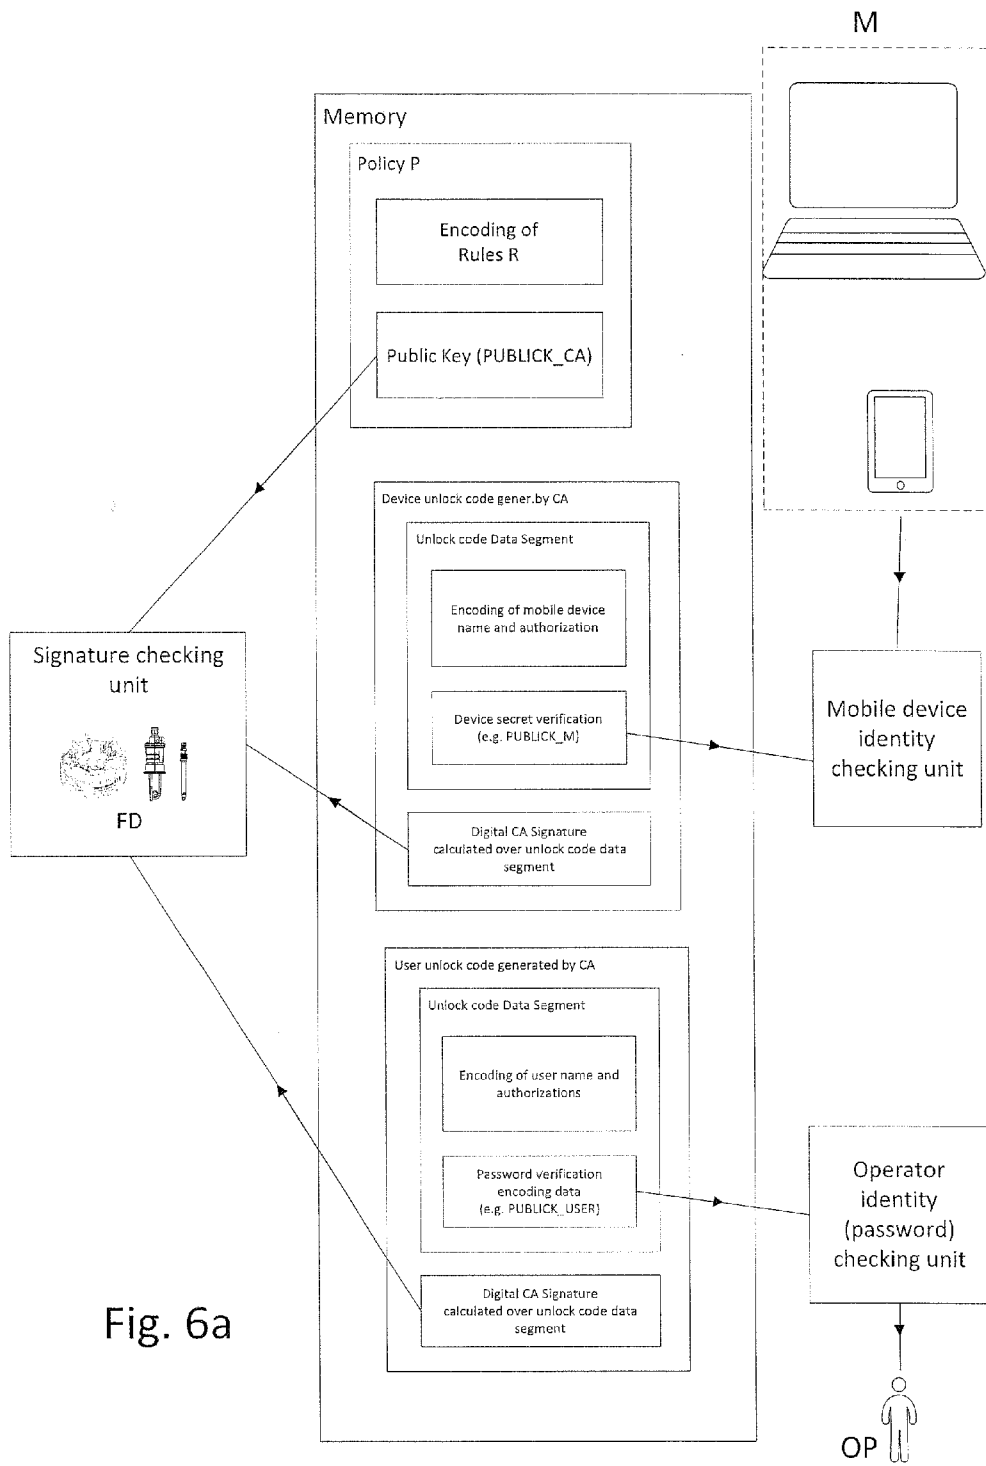 M
Memory
Policy P
Encoding of
Rules R
Public Key (PUBLICK_CA)
Device unlock code gener.by CA
Unlock code Data Segment
Encoding of mobile device
name and authorization
Device secret verification
(e.g. PUBLICK_M)
Digital CA Signature
calculated over unlock code data
segment
Signature checking
unit
FD
Mobile device
identity
checking unit
User unlock code generated by CA
Unlock code Data Segment
Encoding of user name and
authorizations
Password verification
encoding data
(e.g. PUBLICK_USER)
Digital CA Signature
calculated over unlock code data
segment
Operator
identity
(password)
checking unit
OP
Fig. 6a